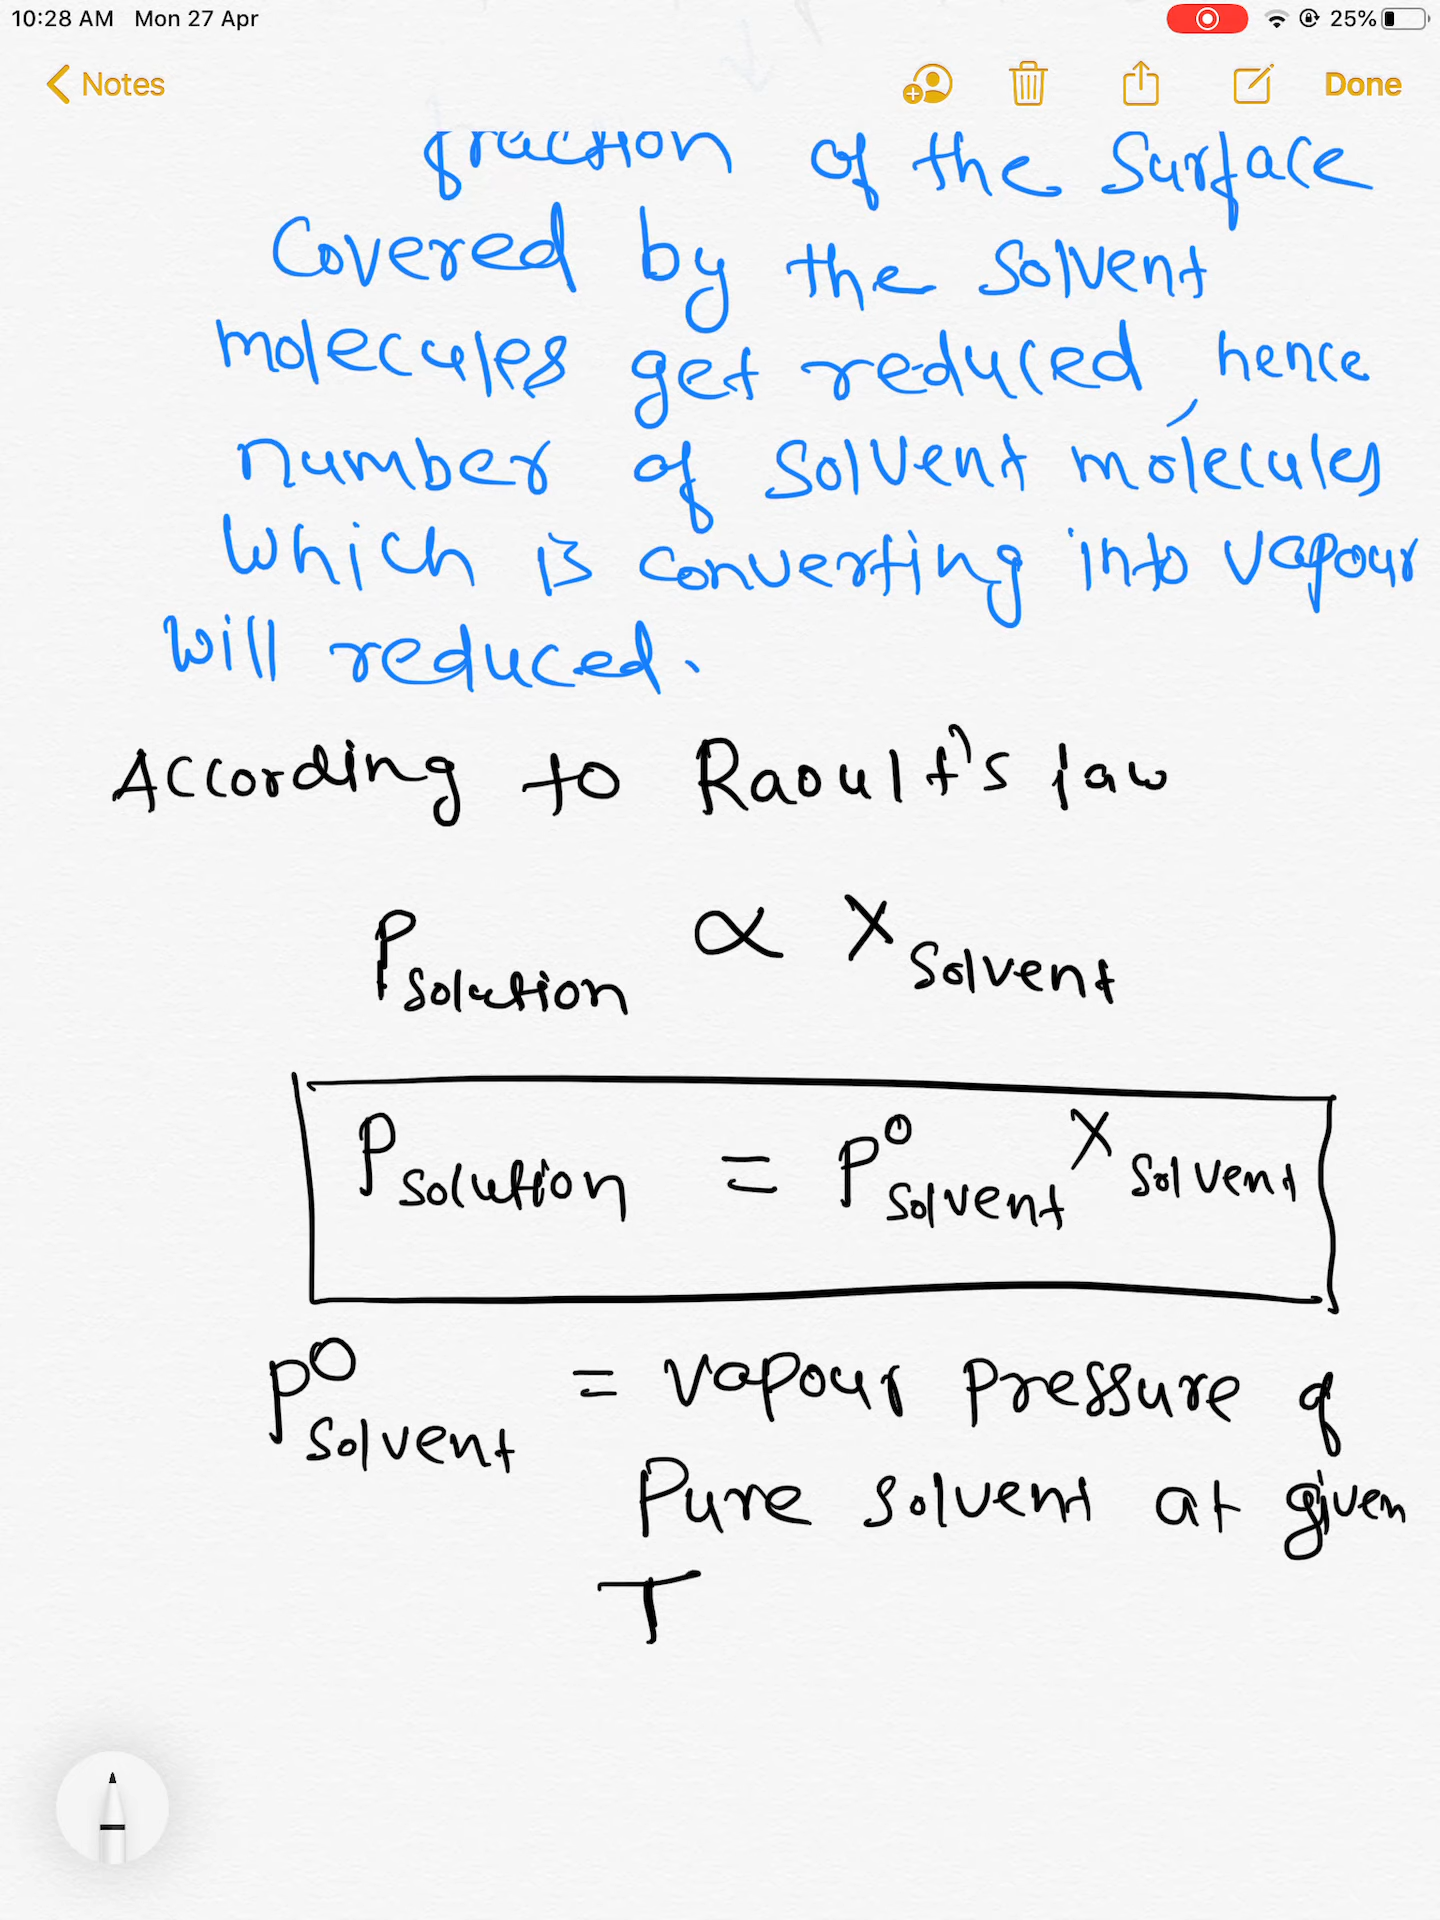 10:28 AM Mon 27 Apr 25%
Notes Done
fraction of the Surface
Covered by the solvent
molecules get reduced, hence
number of solvent molecules
which is converting into vapour
will reduced.
According to Raoult's law
P solution ∝ X solvent
P solution = P⁰ solvent X solvent
P⁰ solvent = vapour pressure of
Pure solvent at given
T